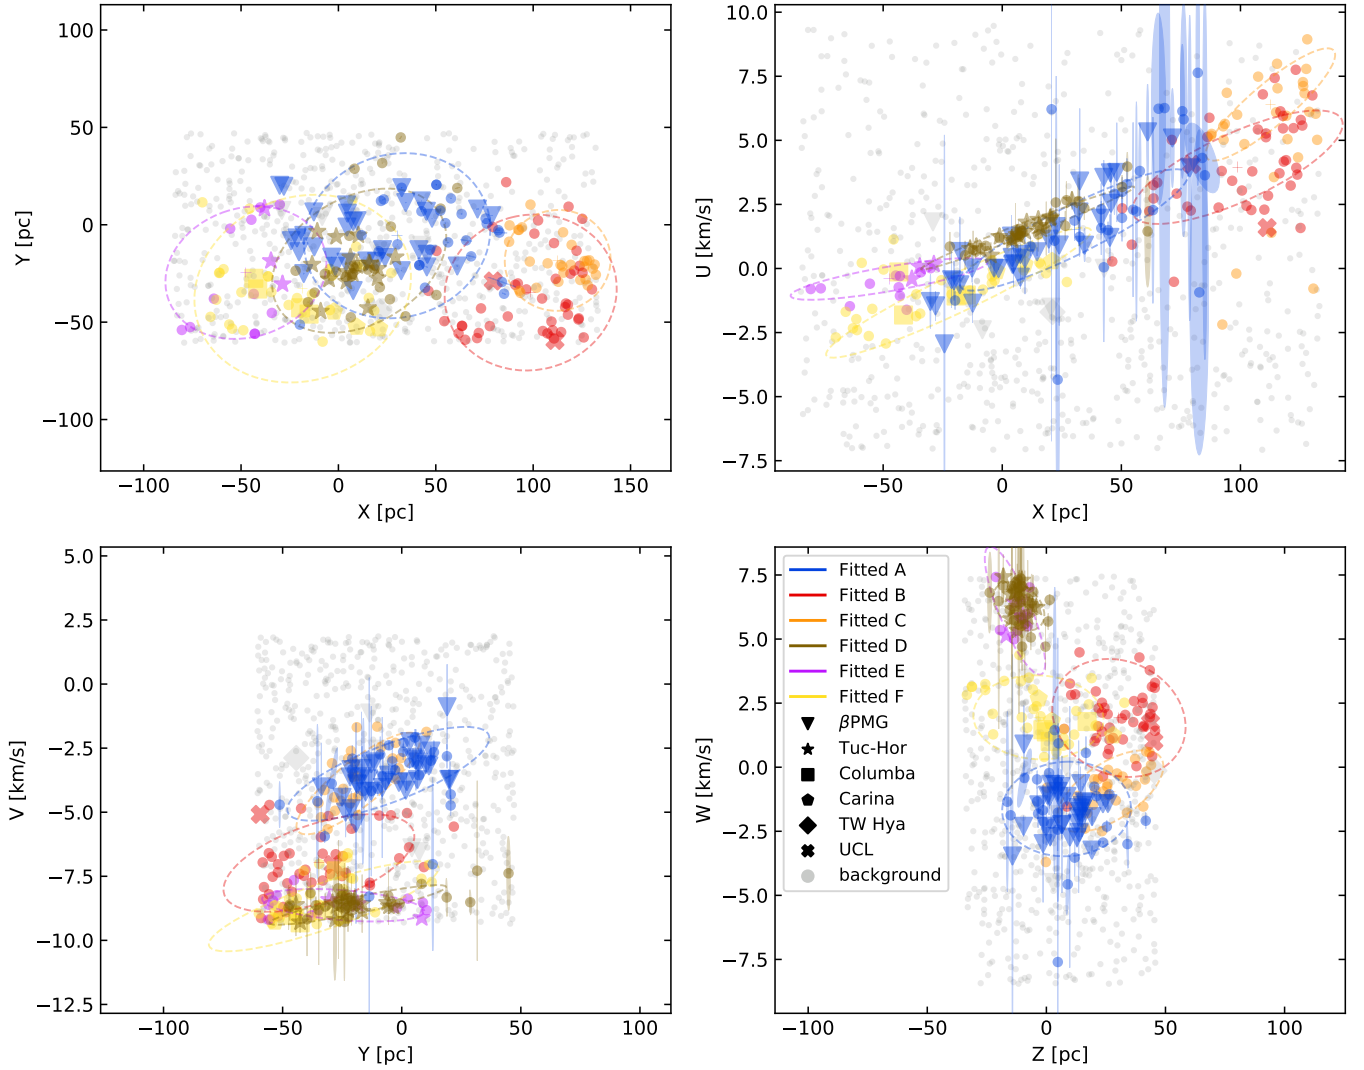 100
50
0
−50
−100
Y [pc]
−100 −50 0 50 100 150
X [pc]
10.0
7.5
5.0
2.5
0.0
−2.5
−5.0
−7.5
U [km/s]
−50 0 50 100
X [pc]
5.0
2.5
0.0
−2.5
−5.0
−7.5
−10.0
−12.5
V [km/s]
−100 −50 0 50 100
Y [pc]
7.5
5.0
2.5
0.0
−2.5
−5.0
−7.5
W [km/s]
−100 −50 0 50 100
Z [pc]
Fitted A
Fitted B
Fitted C
Fitted D
Fitted E
Fitted F
βPMG
Tuc-Hor
Columba
Carina
TW Hya
UCL
background